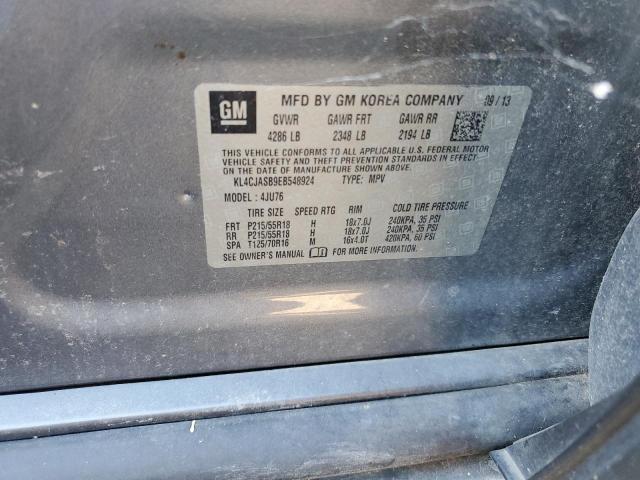 GM
MFD BY GM KOREA COMPANY 09/13
GVWR GAWR FRT GAWR RR
4286 LB 2348 LB 2194 LB
THIS VEHICLE CONFORMS TO ALL APPLICABLE U.S. FEDERAL MOTOR
VEHICLE SAFETY AND THEFT PREVENTION STANDARDS IN EFFECT ON
THE DATE OF MANUFACTURE SHOWN ABOVE.
KL4CJASB9EB548924 TYPE: MPV
MODEL: 4JU76
TIRE SIZE SPEED RTG RIM COLD TIRE PRESSURE
FRT P215/55R18 H 18x7.0J 240KPA, 35 PSI
RR P215/55R18 H 18x7.0J 240KPA, 35 PSI
SPA T125/70R16 M 16x4.0T 420KPA, 60 PSI
SEE OWNER'S MANUAL FOR MORE INFORMATION.